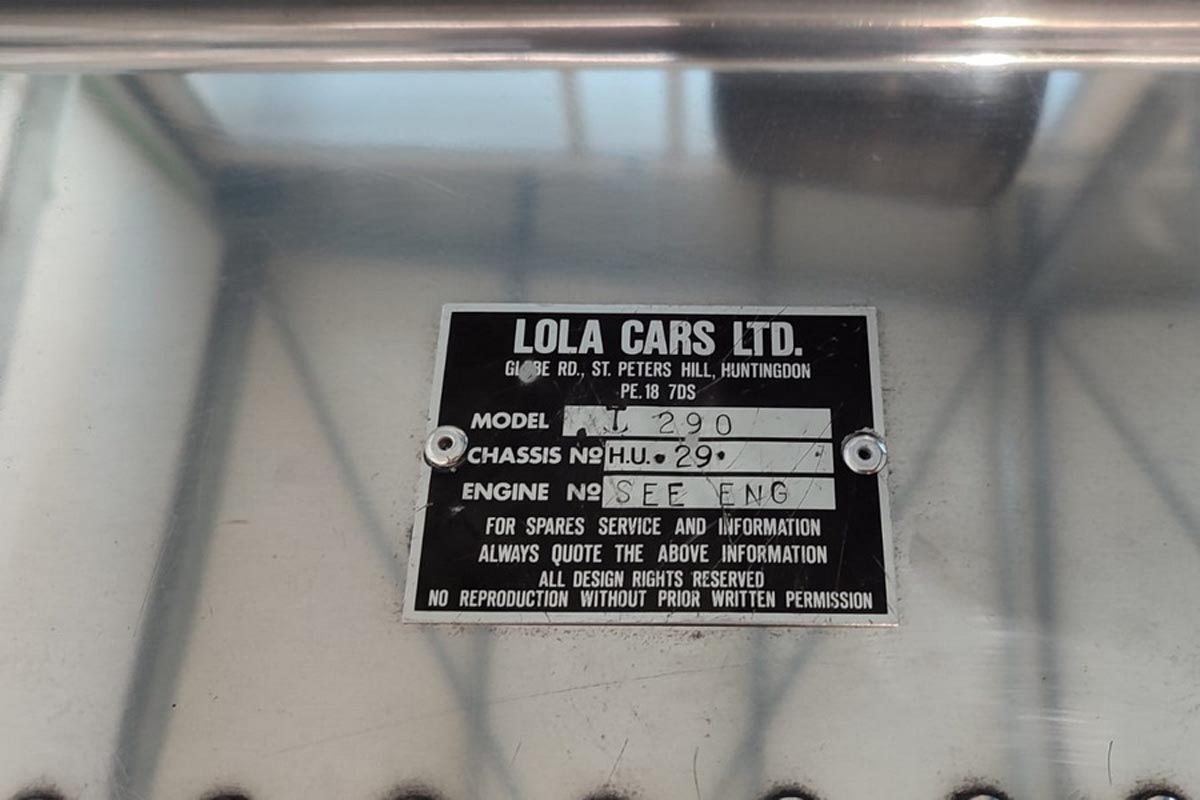 LOLA CARS LTD.
GLOBE RD., ST. PETERS HILL, HUNTINGDON
PE.18 7DS
MODEL T 290
CHASSIS Nº H.U. • 29 •
ENGINE Nº SEE ENG
FOR SPARES SERVICE AND INFORMATION
ALWAYS QUOTE THE ABOVE INFORMATION
ALL DESIGN RIGHTS RESERVED
NO REPRODUCTION WITHOUT PRIOR WRITTEN PERMISSION